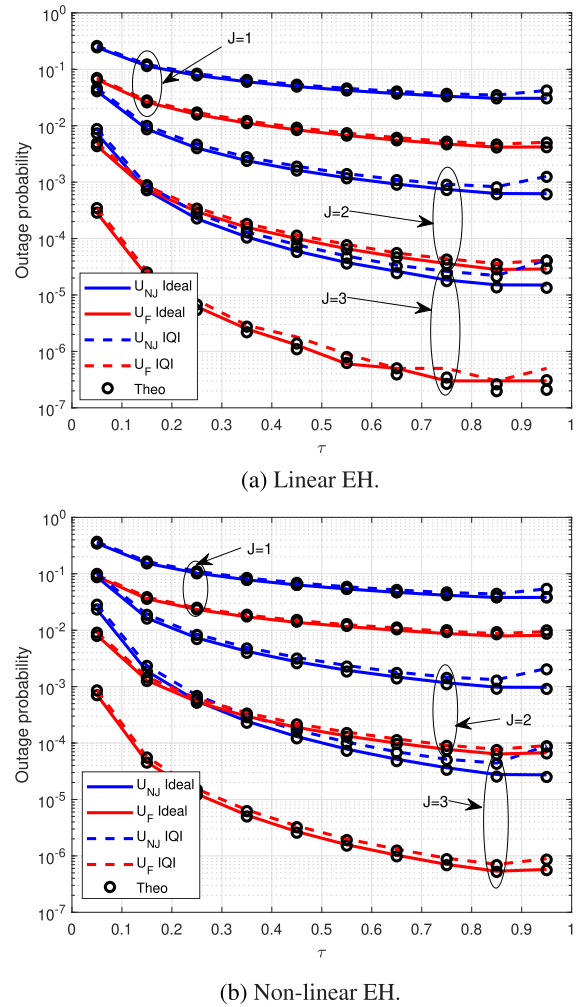 10^0
10^-1
10^-2
10^-3
10^-4
10^-5
10^-6
10^-7
Outage probability
J=1
J=2
J=3
U_NJ Ideal
U_F Ideal
U_NJ IQI
U_F IQI
Theo
0 0.1 0.2 0.3 0.4 0.5 0.6 0.7 0.8 0.9 1
τ
(a) Linear EH.
10^0
10^-1
10^-2
10^-3
10^-4
10^-5
10^-6
10^-7
Outage probability
J=1
J=2
J=3
U_NJ Ideal
U_F Ideal
U_NJ IQI
U_F IQI
Theo
0 0.1 0.2 0.3 0.4 0.5 0.6 0.7 0.8 0.9 1
τ
(b) Non-linear EH.